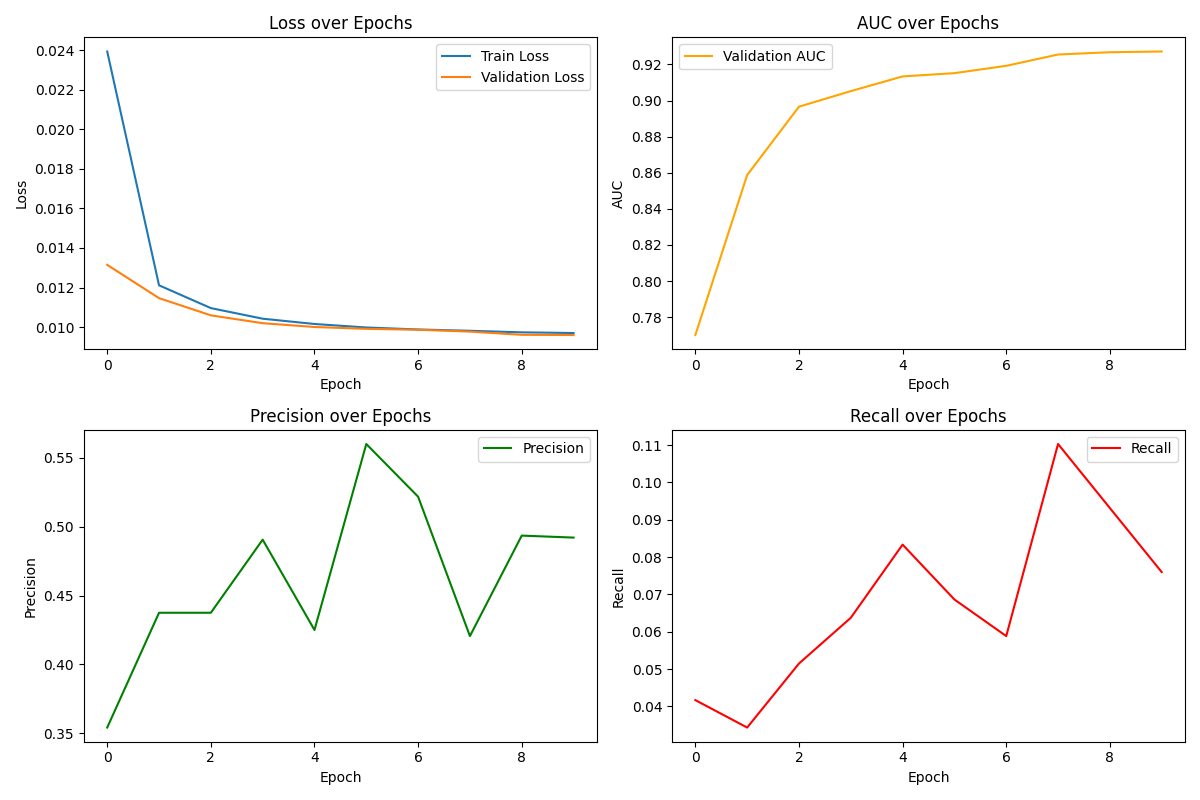 Loss over Epochs
0.024
0.022
0.020
0.018
0.016
0.014
0.012
0.010
Loss
Train Loss
Validation Loss
0 2 4 6 8
Epoch
AUC over Epochs
0.92
0.90
0.88
0.86
0.84
0.82
0.80
0.78
AUC
Validation AUC
0 2 4 6 8
Epoch
Precision over Epochs
0.55
0.50
0.45
0.40
0.35
Precision
Precision
0 2 4 6 8
Epoch
Recall over Epochs
0.11
0.10
0.09
0.08
0.07
0.06
0.05
0.04
Recall
Recall
0 2 4 6 8
Epoch